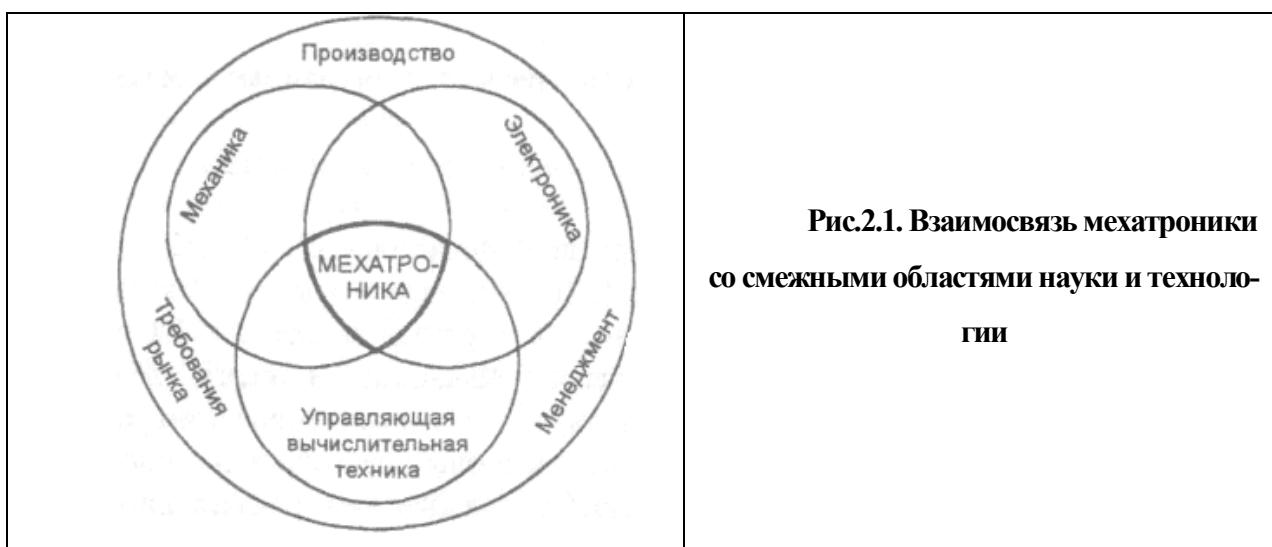 Производство
Механика
Электроника
МЕХАТРО-
НИКА
Требования
рынка
Менеджмент
Управляющая
вычислительная
техника
Рис.2.1. Взаимосвязь мехатроники
со смежными областями науки и техноло-
гии